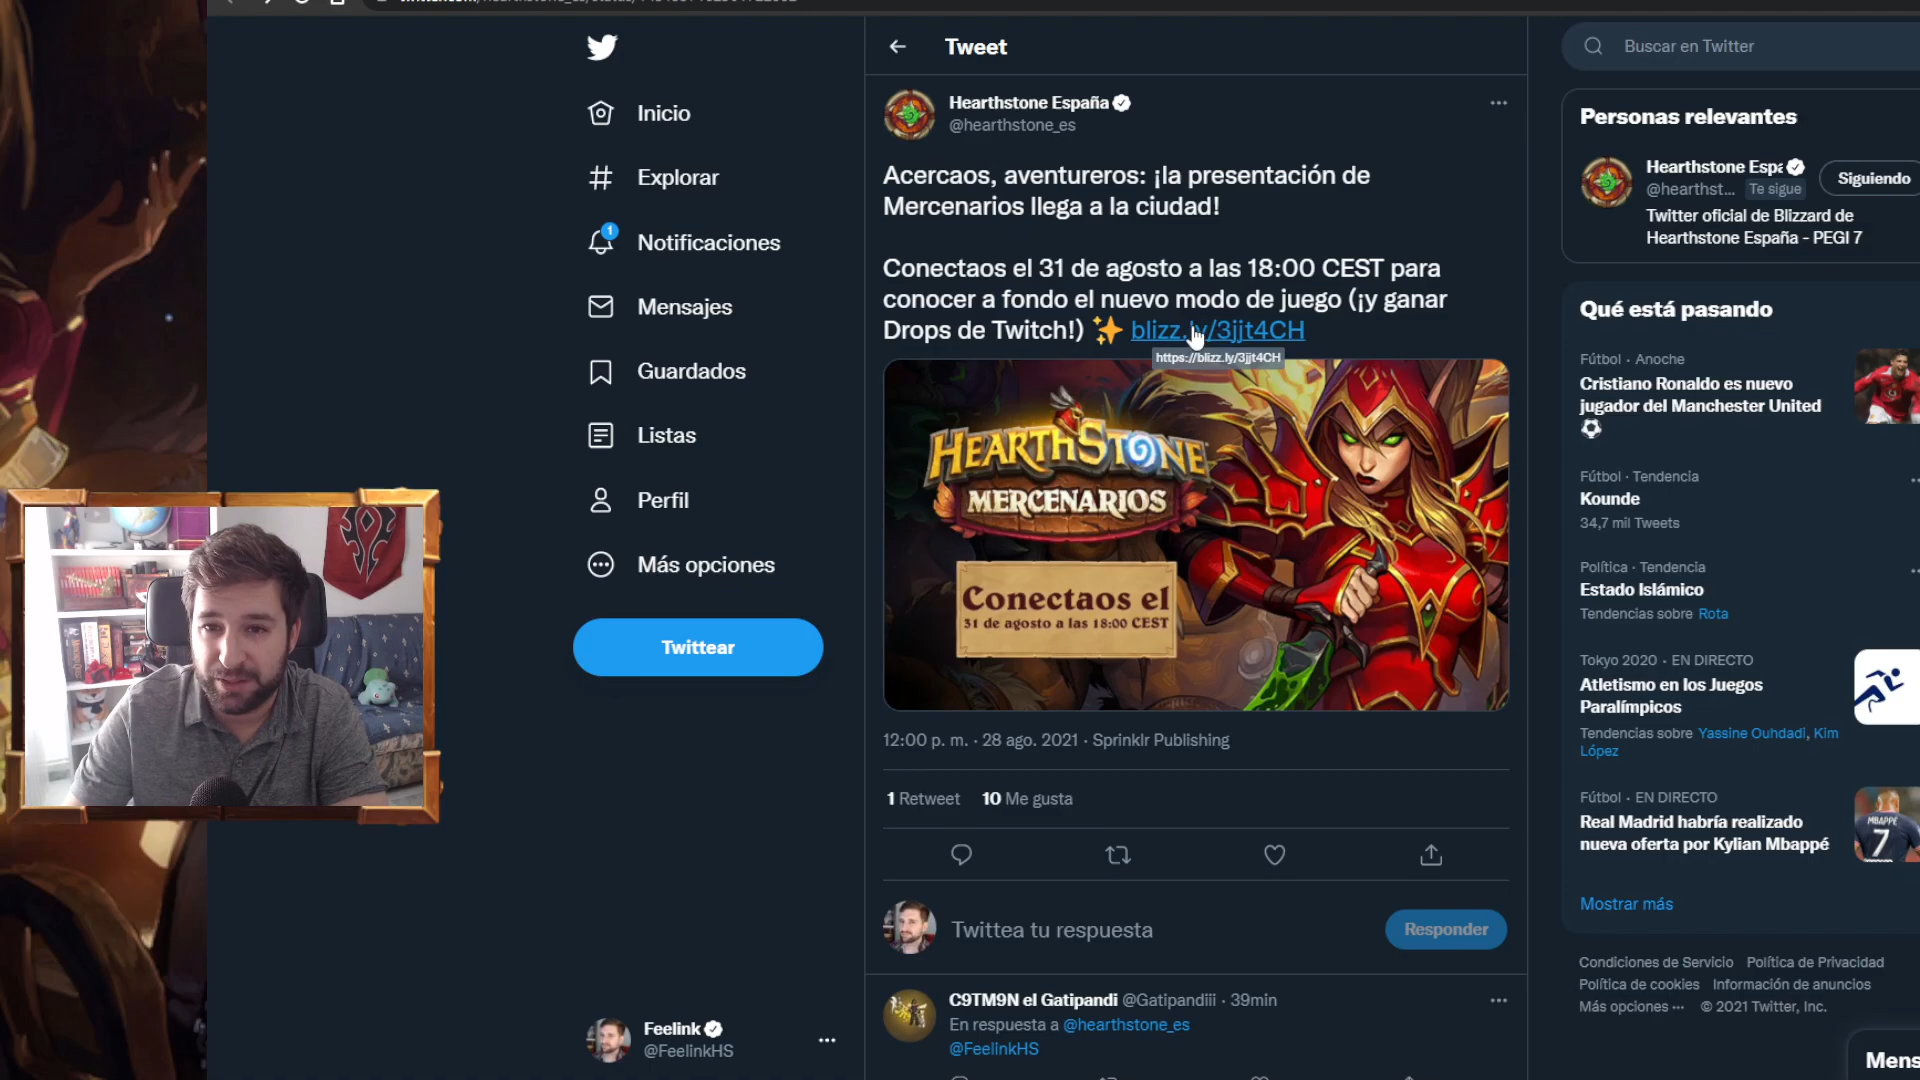 Inicio
Explorar
1
Notificaciones
Mensajes
Guardados
Listas
Perfil
Más opciones
Twittear
Feelink
@FeelinkHS
Tweet
Hearthstone España
@hearthstone_es
Acercaos, aventureros: ¡la presentación de
Mercenarios llega a la ciudad!
Conectaos el 31 de agosto a las 18:00 CEST para
conocer a fondo el nuevo modo de juego (¡y ganar
Drops de Twitch!) ✨ blizz.ly/3jjt4CH
https://blizz.ly/3jjt4CH
HEARTHSTONE
MERCENARIOS
Conectaos el
31 de agosto a las 18:00 CEST
12:00 p. m. · 28 ago. 2021 · Sprinklr Publishing
1 Retweet 10 Me gusta
Twittea tu respuesta
Responder
C9TM9N el Gatipandi @Gatipandiii · 39min
En respuesta a @hearthstone_es
@FeelinkHS
Buscar en Twitter
Personas relevantes
Hearthstone Espa
@hearthst... Te sigue
Siguiendo
Twitter oficial de Blizzard de
Hearthstone España - PEGI 7
Qué está pasando
Fútbol · Anoche
Cristiano Ronaldo es nuevo
jugador del Manchester United
⚽
Fútbol · Tendencia
Kounde
34,7 mil Tweets
Política · Tendencia
Estado Islámico
Tendencias sobre Rota
Tokyo 2020 · EN DIRECTO
Atletismo en los Juegos
Paralímpicos
Tendencias sobre Yassine Ouhdadi, Kim
López
Fútbol · EN DIRECTO
Real Madrid habría realizado
nueva oferta por Kylian Mbappé
MBAPPÉ
7
Mostrar más
Condiciones de Servicio Política de Privacidad
Política de cookies Información de anuncios
Más opciones ··· © 2021 Twitter, Inc.
Mens